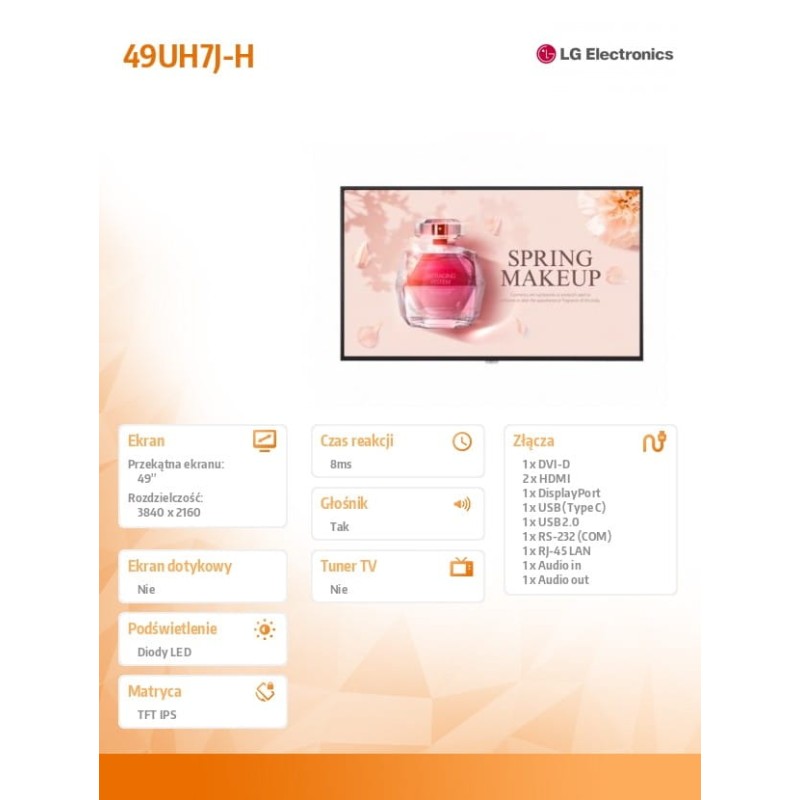 49UH7J-H
LG Electronics
SPRING
MAKEUP
Ekran
Przekątna ekranu:
49''
Rozdzielczość:
3840 x 2160
Ekran dotykowy
Nie
Podświetlenie
Diody LED
Matryca
TFT IPS
Czas reakcji
8ms
Głośnik
Tak
Tuner TV
Nie
Złącza
1 x DVI-D
2 x HDMI
1 x DisplayPort
1 x USB (Type C)
1 x USB 2.0
1 x RS-232 (COM)
1 x RJ-45 LAN
1 x Audio in
1 x Audio out